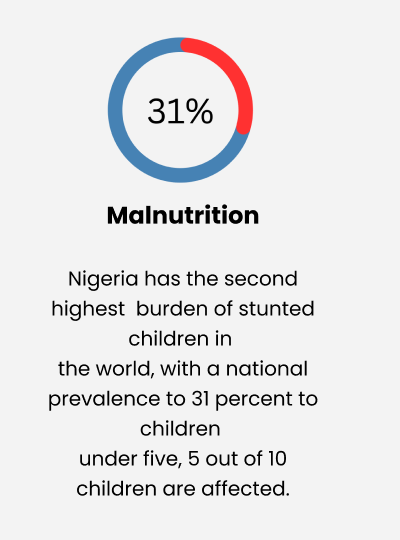 31%
Malnutrition
Nigeria has the second
highest  burden of stunted
children in
the world, with a national
prevalence to 31 percent to
children
under five, 5 out of 10
children are affected.